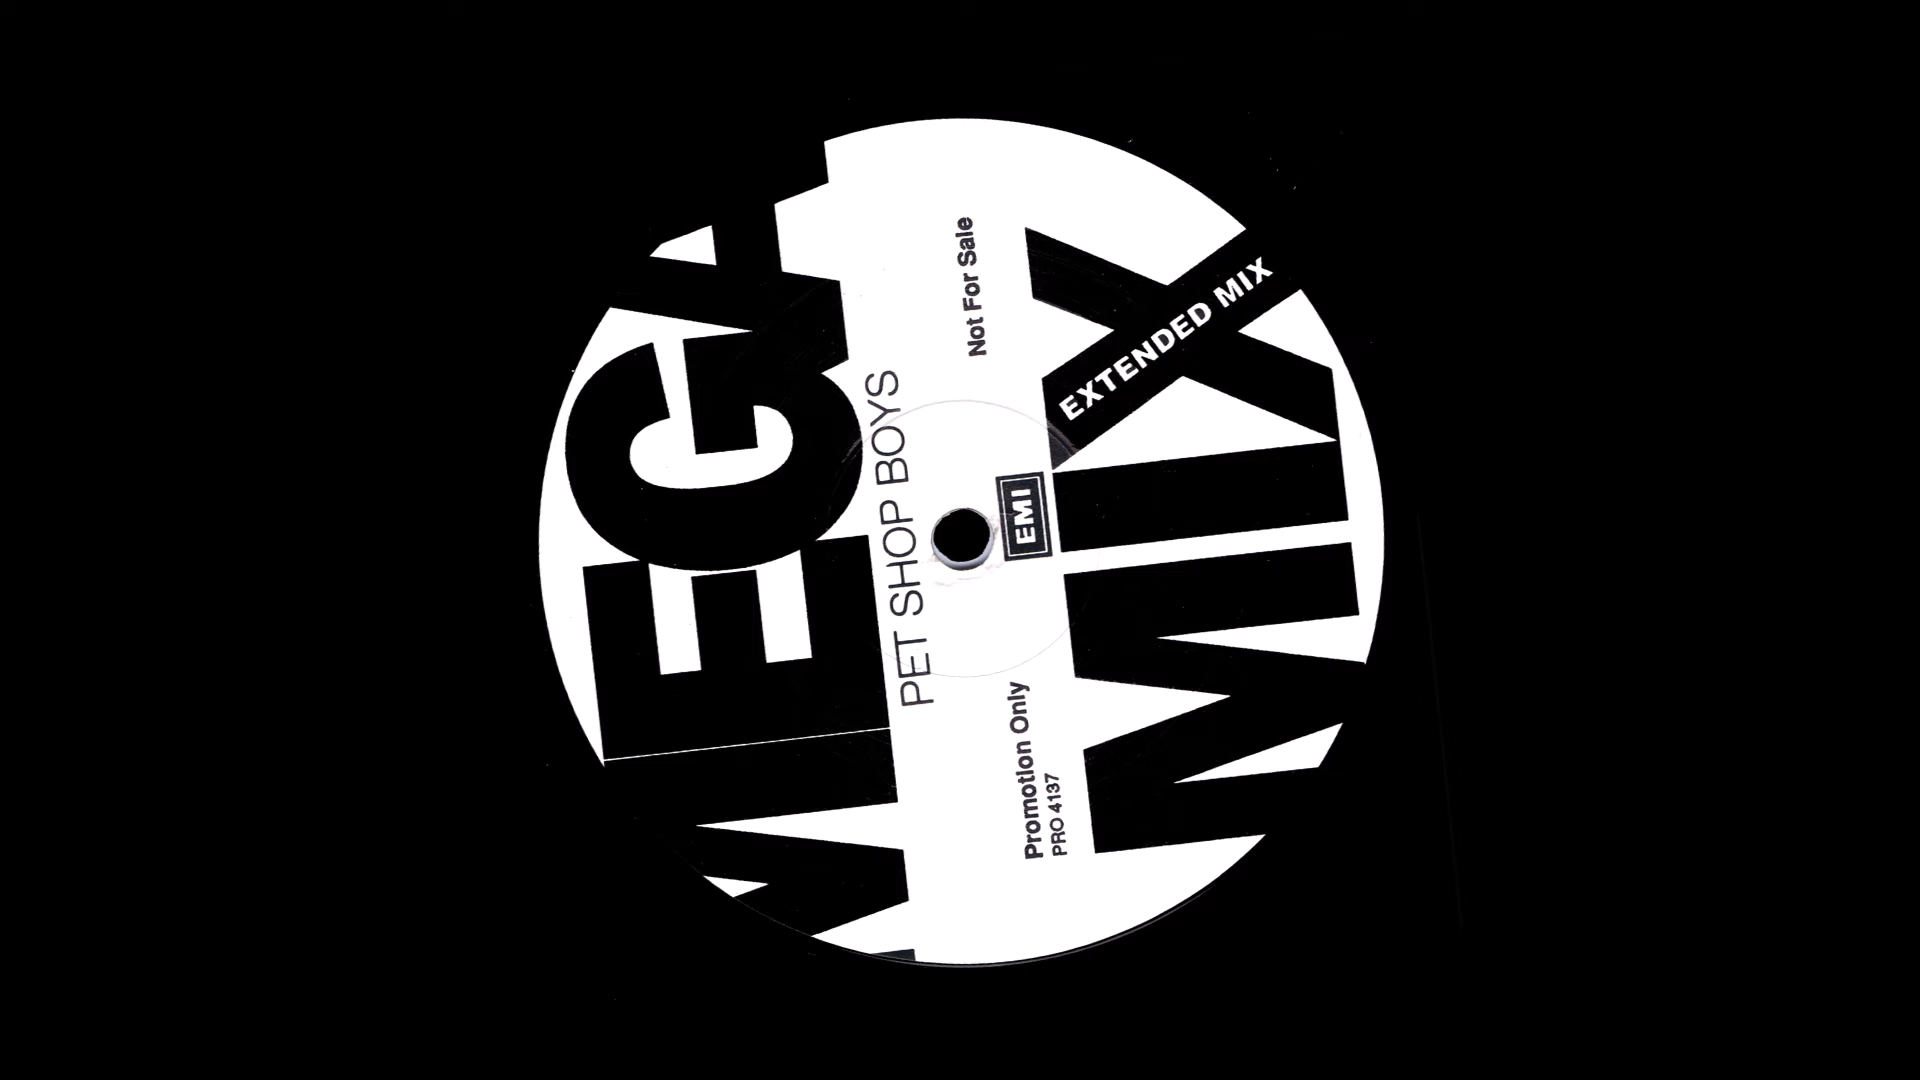 MEGA
PET SHOP BOYS
Promotion Only
Not For Sale
PRO 4137
EMI
MIX
EXTENDED MIX